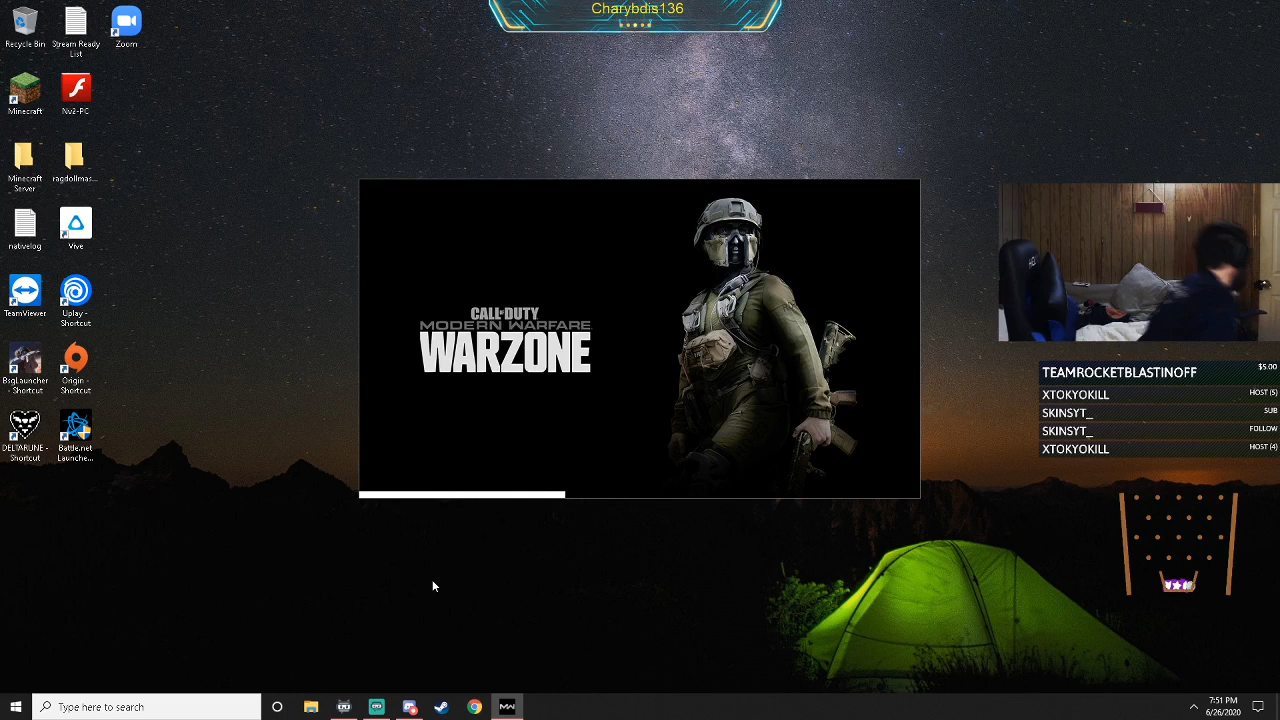 Charybdis136
Recycle Bin
Stream Ready
List
Zoom
Minecraft
Nv2-PC
Minecraft
Server
ragdollmas...
nativelog
Vive
TeamViewer
Uplay -
Shortcut
BsgLauncher
- Shortcut
Origin -
Shortcut
DELTARUNE -
Shortcut
Battle.net
Launche...
CALL OF DUTY
MODERN WARFARE
WARZONE
TEAMROCKETBLASTINOFF $5.00
XTOKYOKILL HOST (5)
SKINSYT_ SUB
SKINSYT_ FOLLOW
XTOKYOKILL HOST (4)
Type here to search
MW
7:51 PM
6/26/2020